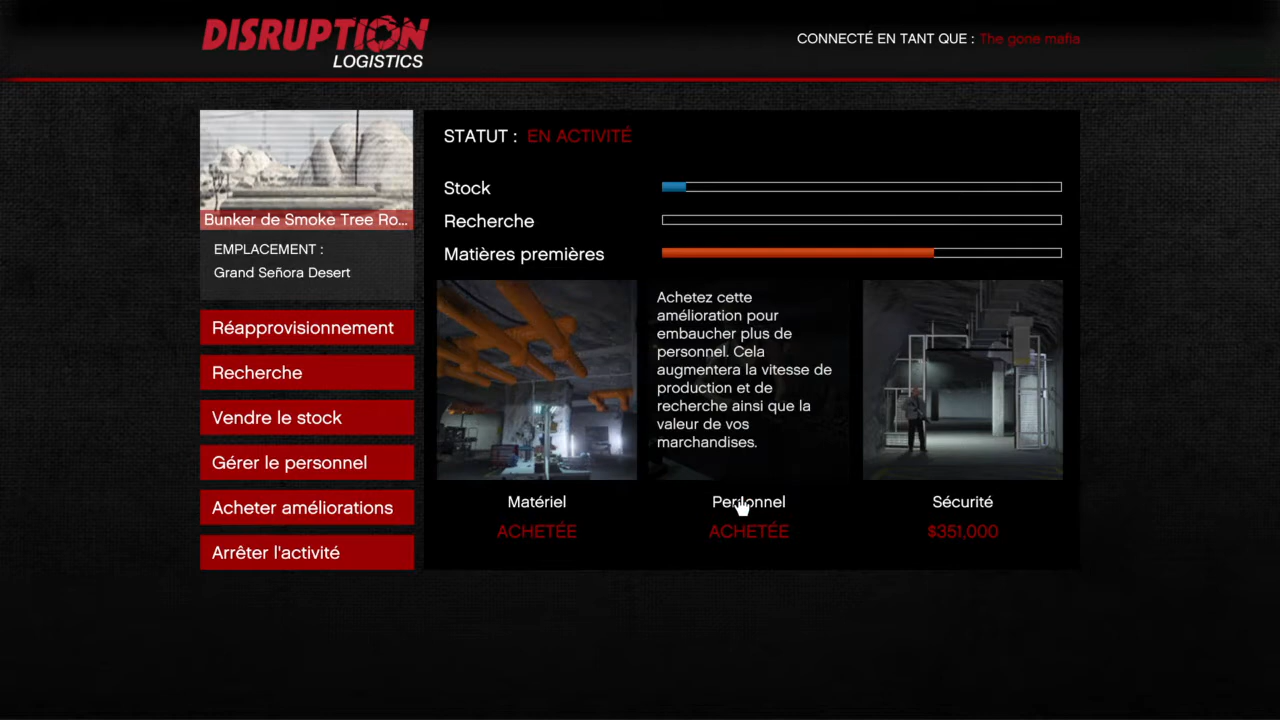 DISRUPTION
LOGISTICS
CONNECTÉ EN TANT QUE : The gone mafia
Bunker de Smoke Tree Ro...
EMPLACEMENT :
Grand Señora Desert
Réapprovisionnement
Recherche
Vendre le stock
Gérer le personnel
Acheter améliorations
Arrêter l'activité
STATUT : EN ACTIVITÉ
Stock
Recherche
Matières premières
Achetez cette
amélioration pour
embaucher plus de
personnel. Cela
augmentera la vitesse de
production et de
recherche ainsi que la
valeur de vos
marchandises.
Matériel
ACHETÉE
Personnel
ACHETÉE
Sécurité
$351,000